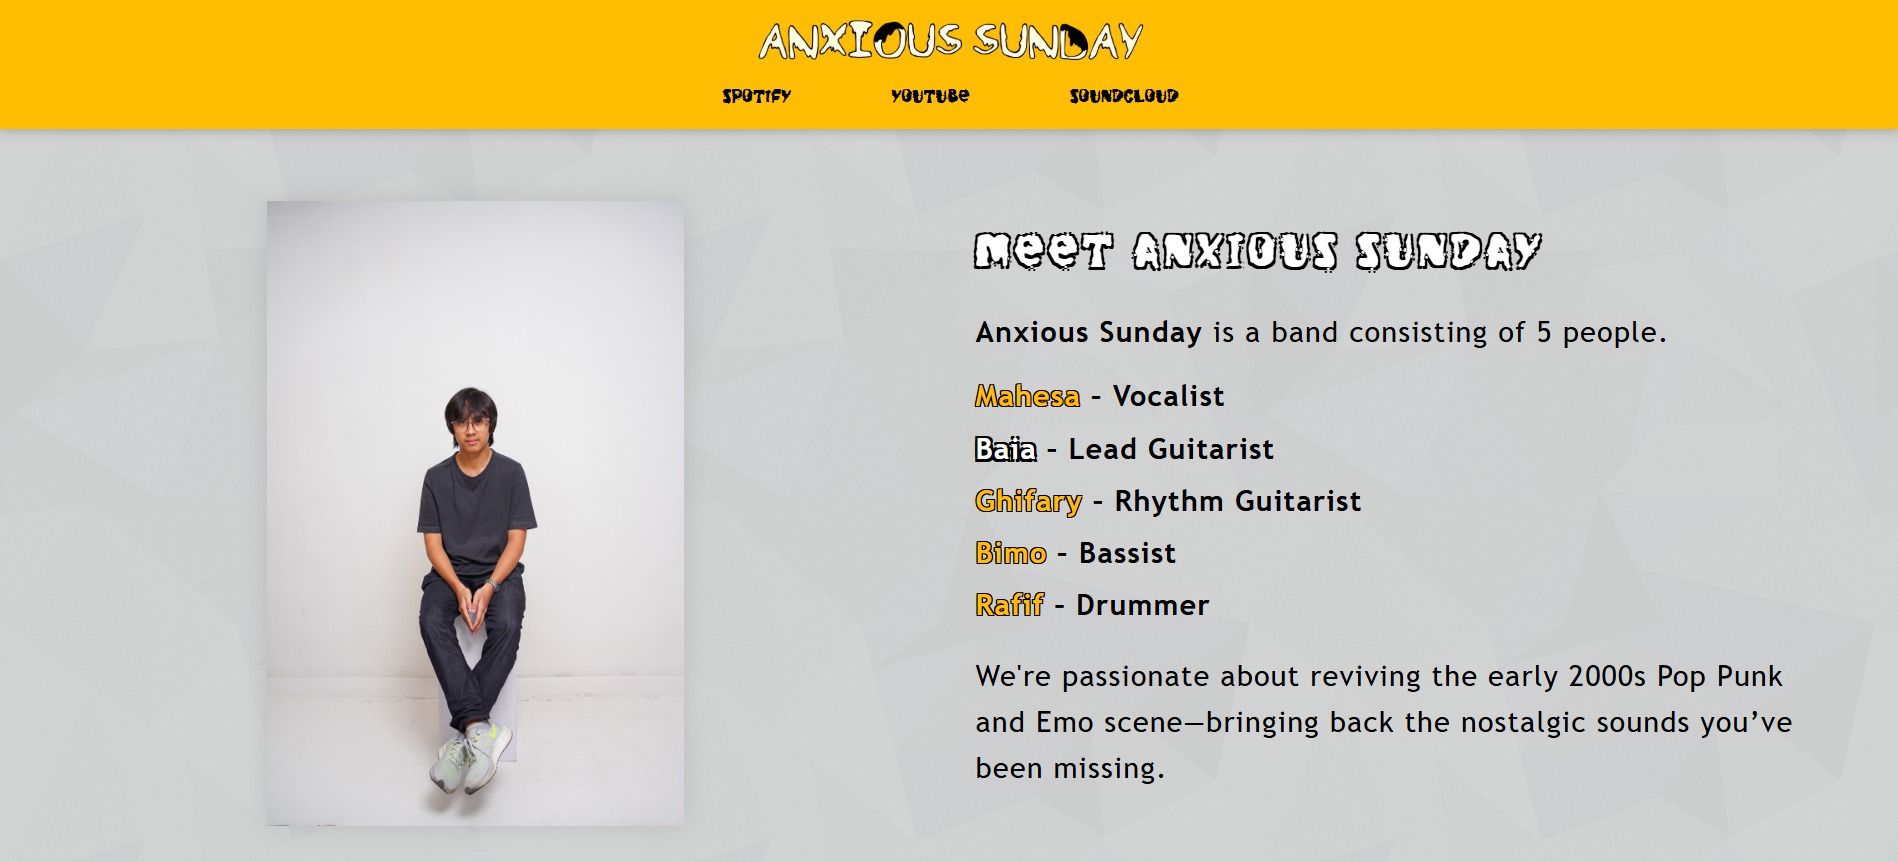 ANXIOUS SUNDAY
SPOTIFY YOUTUBE SOUNDCLOUD
MEET ANXIOUS SUNDAY
Anxious Sunday is a band consisting of 5 people.
Mahesa - Vocalist
Baïa - Lead Guitarist
Ghifary - Rhythm Guitarist
Bimo - Bassist
Rafif - Drummer
We're passionate about reviving the early 2000s Pop Punk
and Emo scene—bringing back the nostalgic sounds you’ve
been missing.